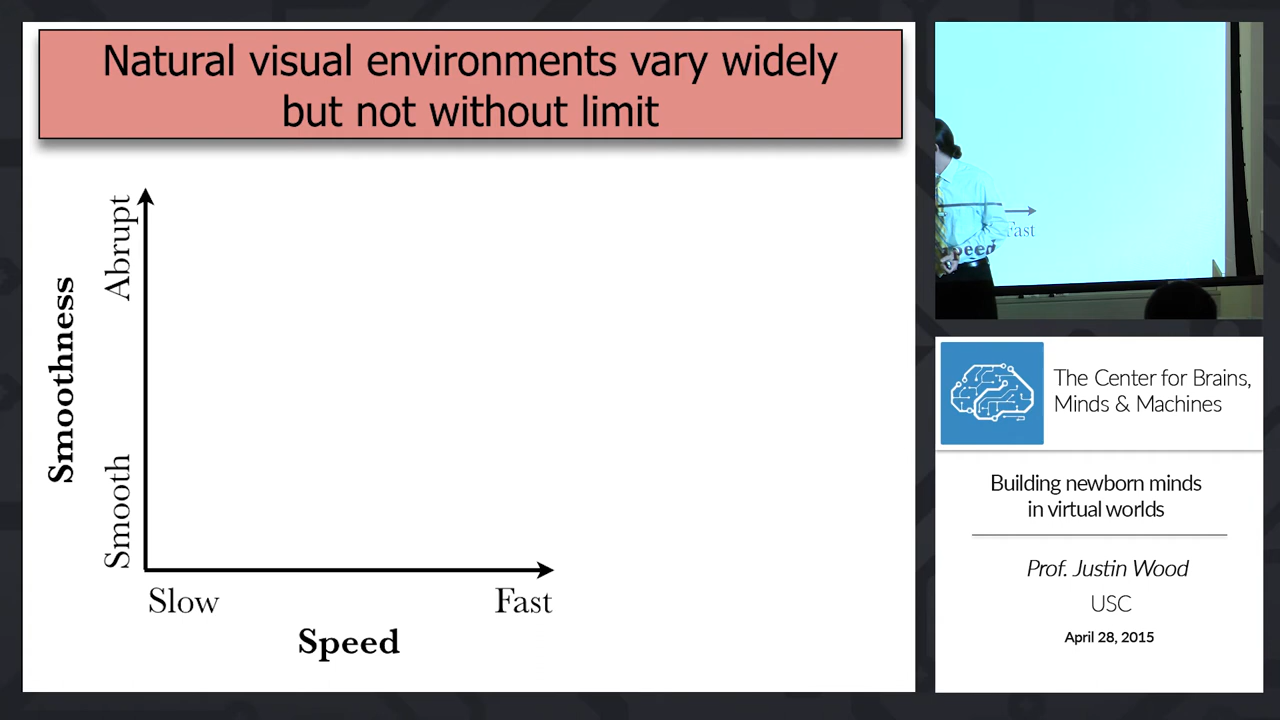 Natural visual environments vary widely
but not without limit
Abrupt
Smoothness
Smooth
Slow
Fast
Speed
Fast
Speed
The Center for Brains,
Minds & Machines
Building newborn minds
in virtual worlds
Prof. Justin Wood
USC
April 28, 2015